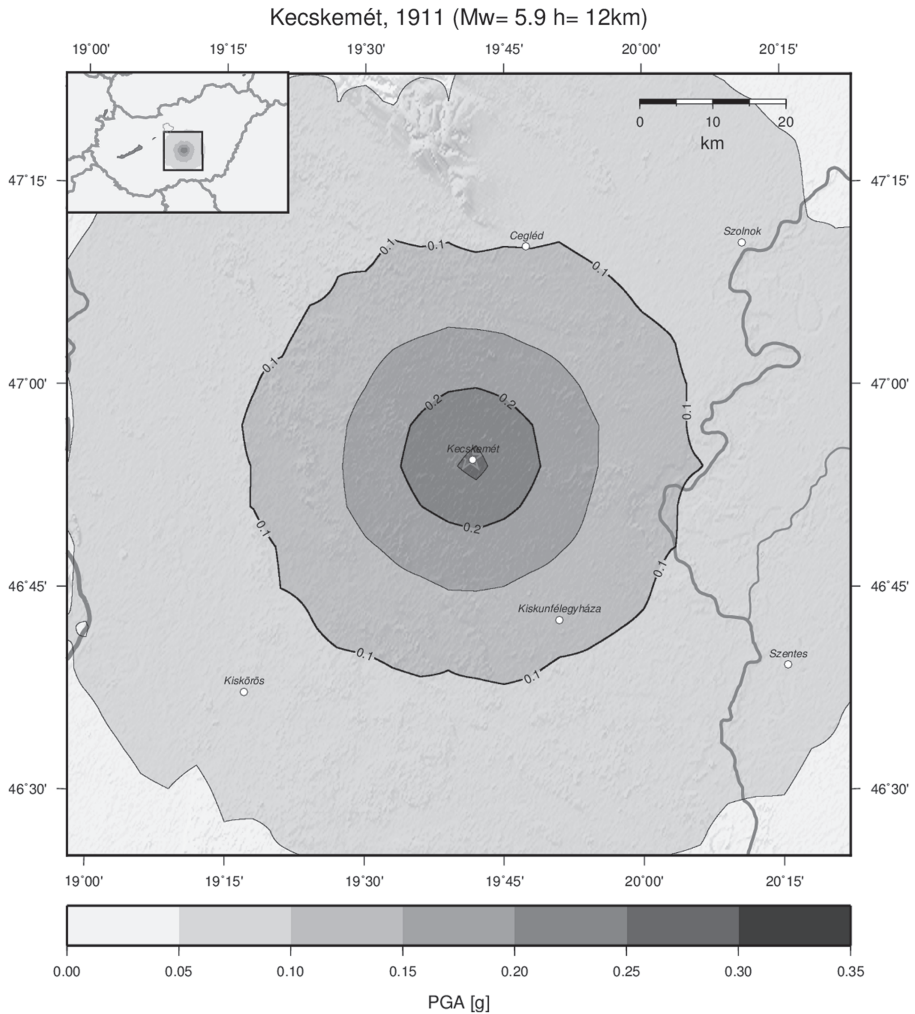 Kecskemét, 1911 (Mw= 5.9 h= 12km)
19˚00' 19˚15' 19˚30' 19˚45' 20˚00' 20˚15'
0 10 20
km
47˚15' 47˚15'
Cegléd
Szolnok
0.1 0.1 0.1
0.1
47˚00' 47˚00'
0.2 0.2
0.1
Kecskemét
0.2
0.1
0.1
46˚45' 46˚45'
Kiskunfélegyháza
0.1
Szentes
0.1
Kiskörös
46˚30' 46˚30'
19˚00' 19˚15' 19˚30' 19˚45' 20˚00' 20˚15'
0.00 0.05 0.10 0.15 0.20 0.25 0.30 0.35
PGA [g]